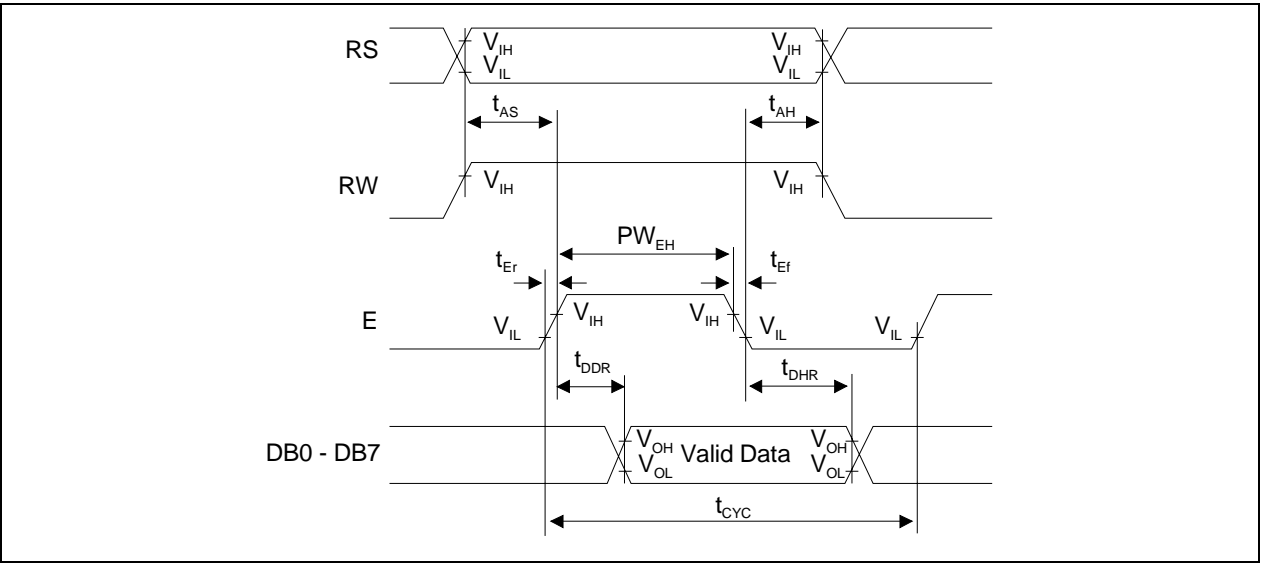 RS
V_IH
V_IL
V_IH
V_IL
t_AS
t_AH
RW
V_IH
V_IH
PW_EH
t_Er
t_Ef
E
V_IL
V_IH
V_IH
V_IL
V_IL
t_DDR
t_DHR
DB0 - DB7
V_OH
V_OL
Valid Data
V_OH
V_OL
t_CYC